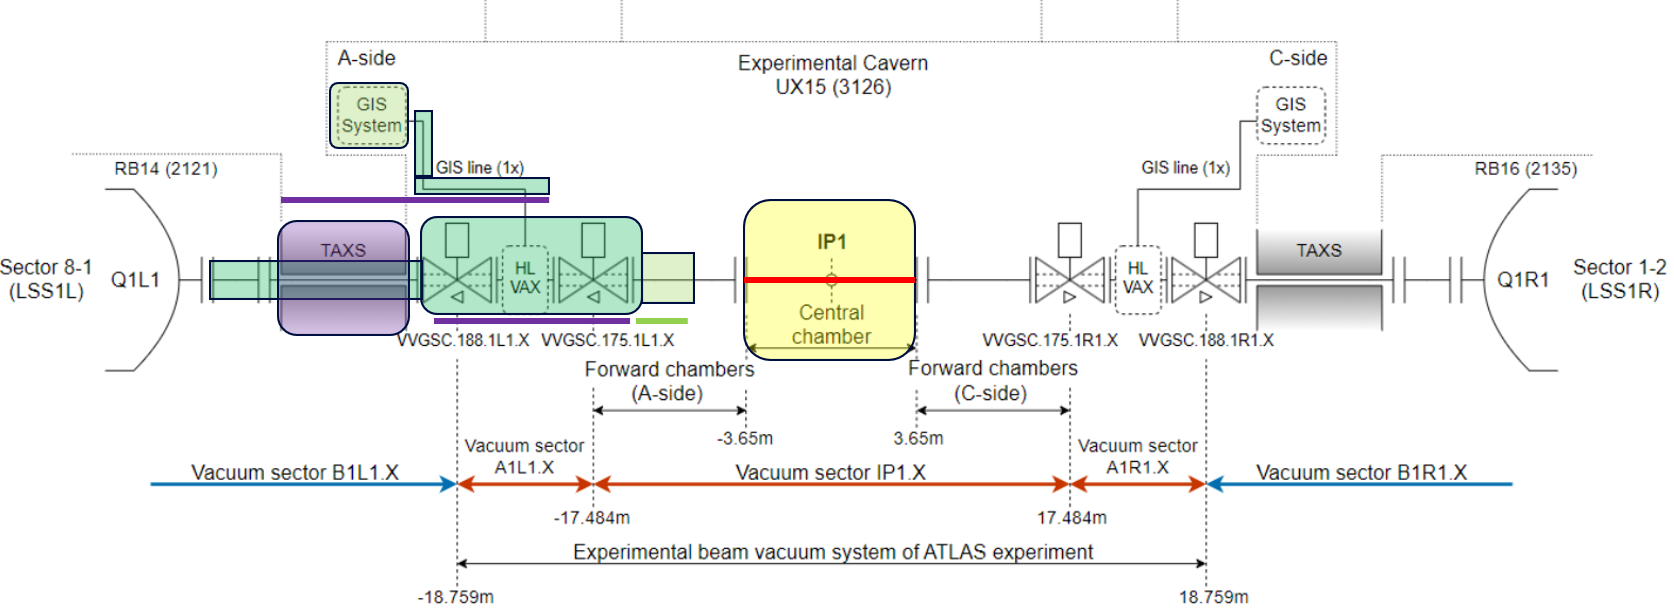 A-side
Experimental Cavern
UX15 (3126)
C-side
GIS
System
GIS
System
RB14 (2121)
GIS line (1x)
GIS line (1x)
RB16 (2135)
Sector 8-1
(LSS1L)
Q1L1
TAXS
HL
VAX
IP1
Central
chamber
HL
VAX
TAXS
Q1R1
Sector 1-2
(LSS1R)
VVGSC.188.1L1.X
VVGSC.175.1L1.X
VVGSC.175.1R1.X
VVGSC.188.1R1.X
Forward chambers
(A-side)
Forward chambers
(C-side)
-3.65m
3.65m
Vacuum sector B1L1.X
Vacuum sector
A1L1.X
Vacuum sector IP1.X
Vacuum sector
A1R1.X
Vacuum sector B1R1.X
-17.484m
17.484m
Experimental beam vacuum system of ATLAS experiment
-18.759m
18.759m